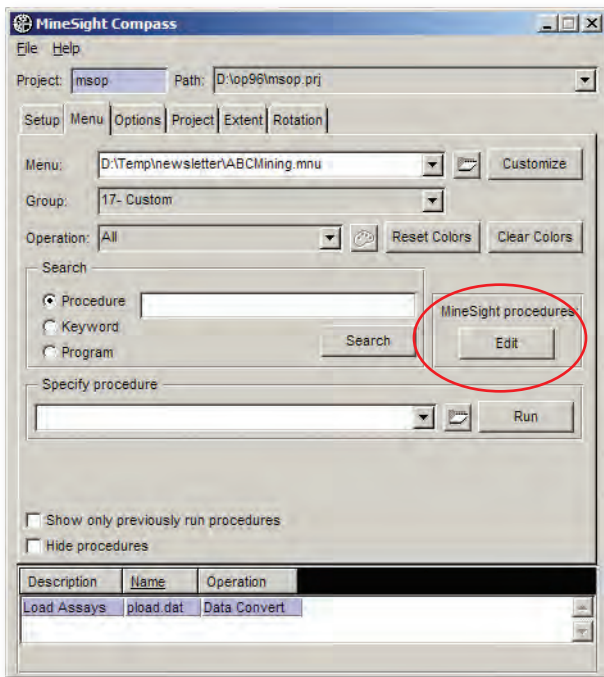 MineSight Compass
File Help
Project: msop Path: D:\op96\msop.prj
Setup Menu Options Project Extent Rotation
Menu: D:\Temp\newsletter\ABCMining.mnu Customize
Group: 17- Custom
Operation: All Reset Colors Clear Colors
Search
Procedure
MineSight procedures:
Keyword
Search Edit
Program
Specify procedure
Run
Show only previously run procedures
Hide procedures
Description Name Operation
Load Assays pload.dat Data Convert